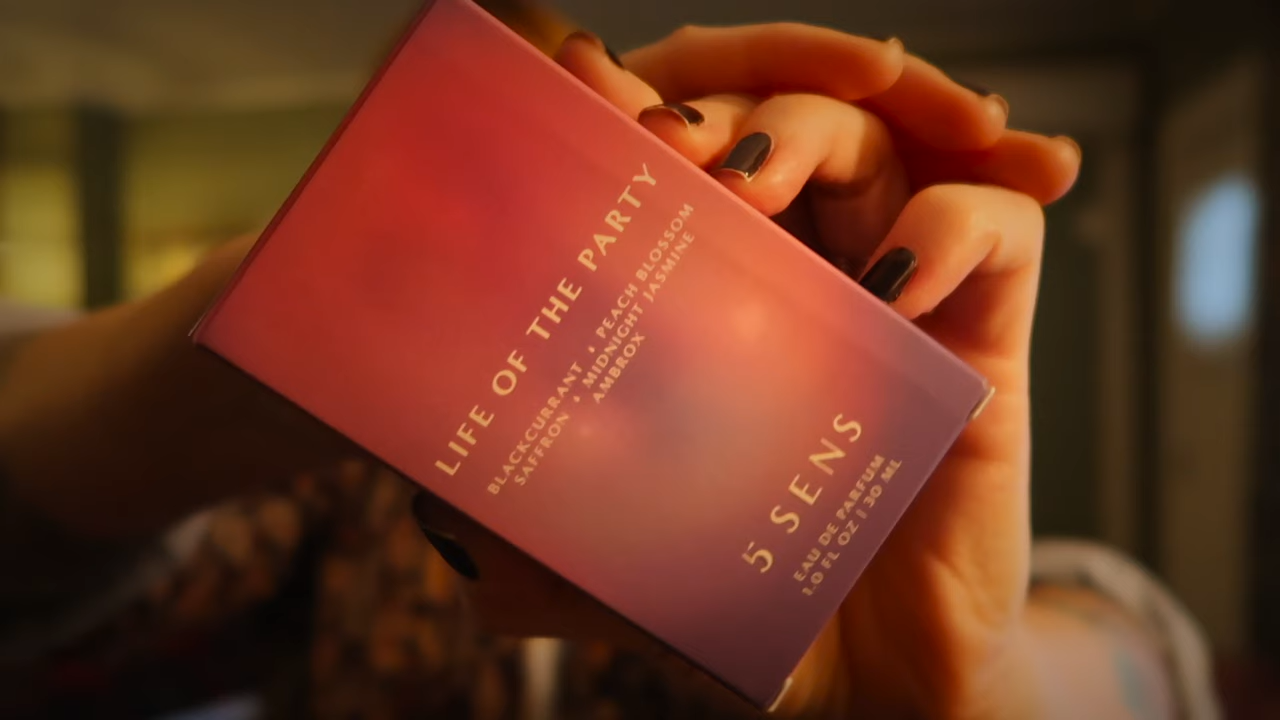 LIFE OF THE PARTY
BLACKCURRANT • PEACH BLOSSOM
SAFFRON • MIDNIGHT JASMINE
AMBROX
5 SENS
EAU DE PARFUM
1.0 FL OZ | 30 ML